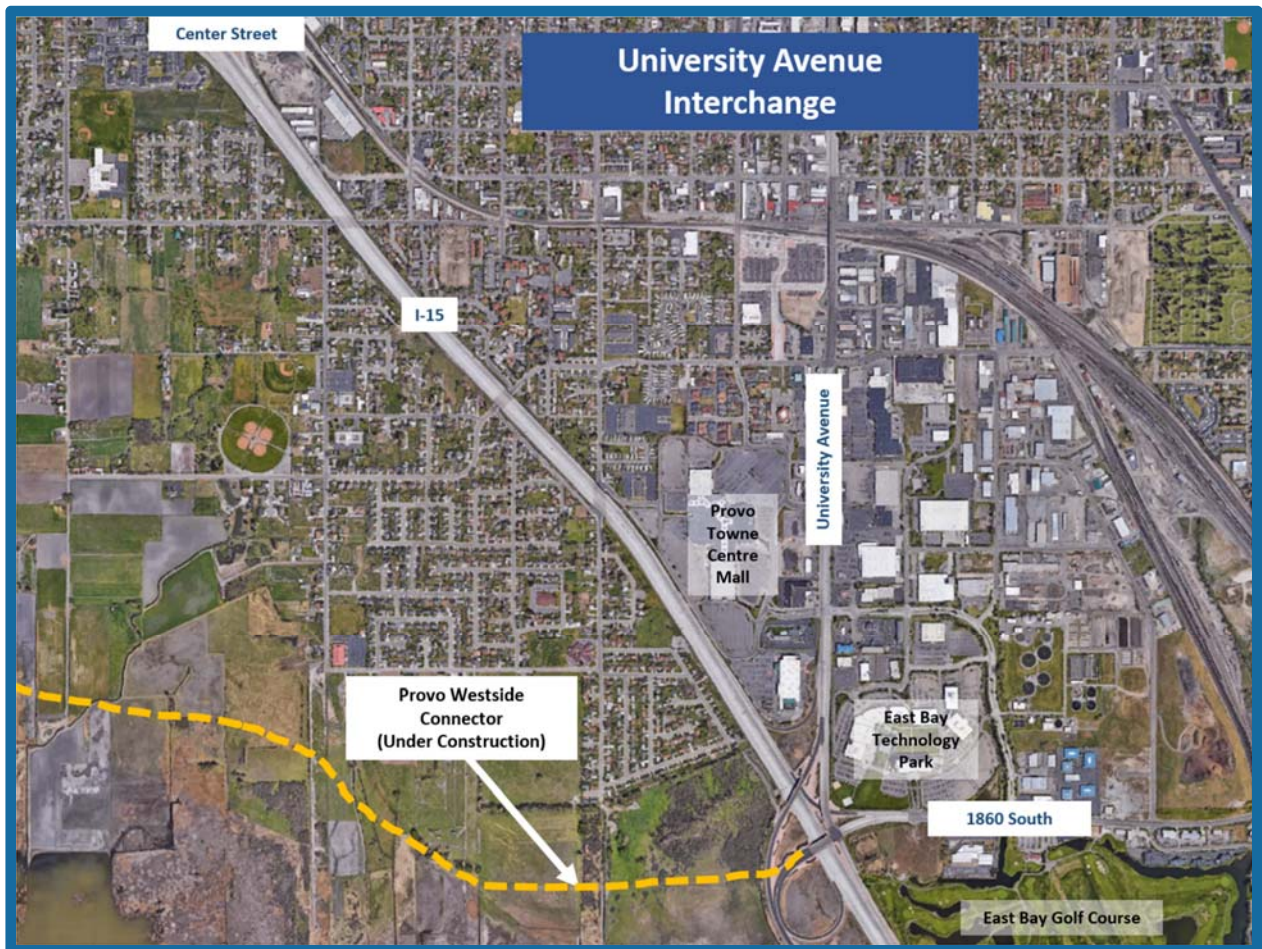 Center Street
University Avenue
Interchange
I-15
University Avenue
Provo
Towne
Centre
Mall
Provo Westside
Connector
(Under Construction)
East Bay
Technology
Park
1860 South
East Bay Golf Course